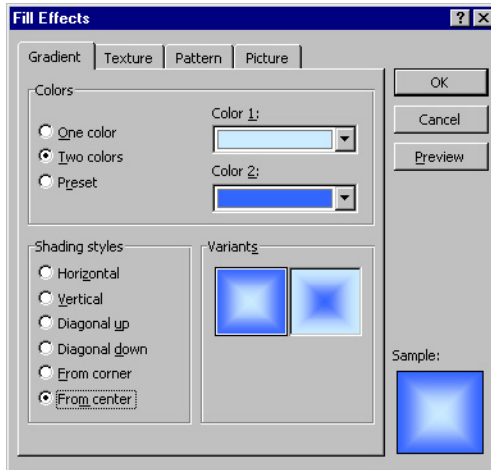 Fill Effects
Gradient Texture Pattern Picture
Colors
One color
Two colors
Preset
Color 1:
Color 2:
OK
Cancel
Preview
Shading styles
Horizontal
Vertical
Diagonal up
Diagonal down
From corner
From center
Variants
Sample: